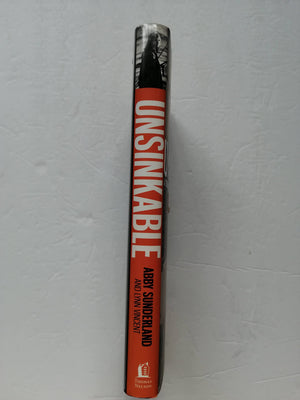 UNSINKABLE
ABBY SUNDERLAND
AND LYNN VINCENT
THOMAS
NELSON